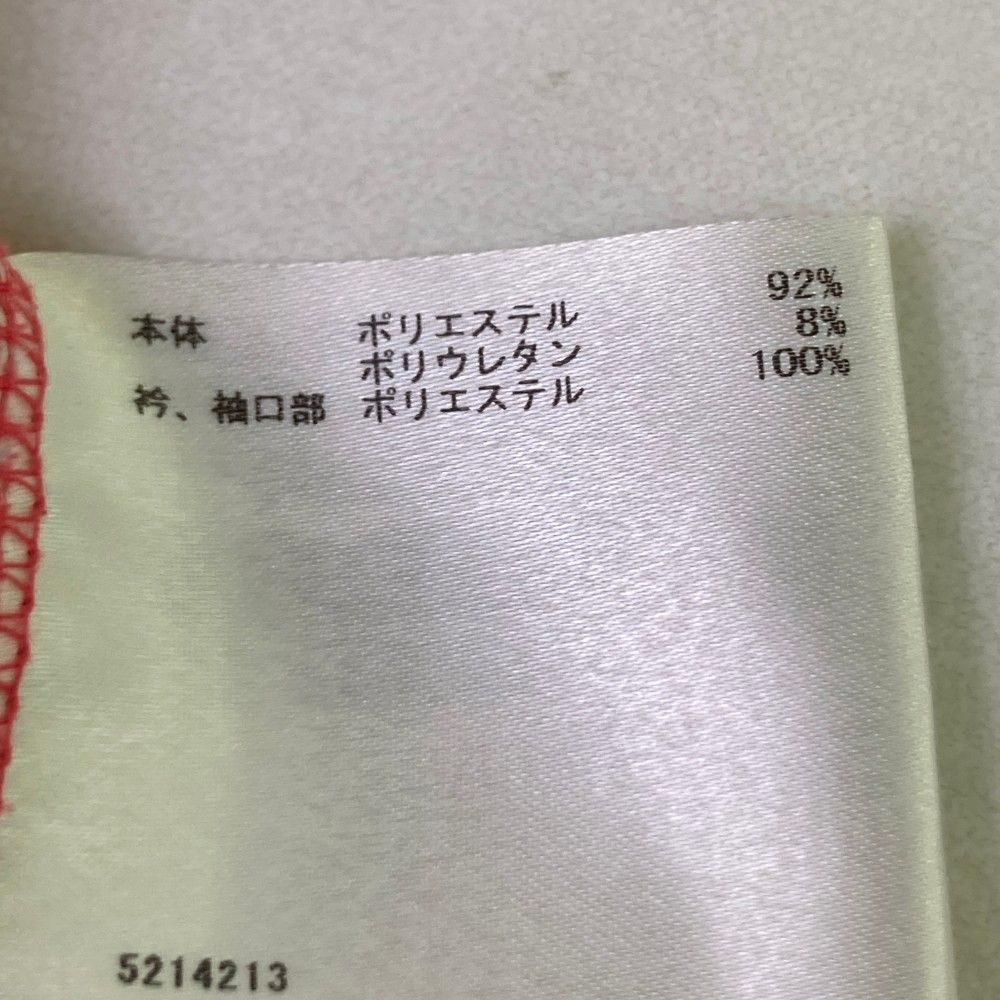 本体 ポリエステル 92%
ポリウレタン 8%
衿、袖口部 ポリエステル 100%
5214213